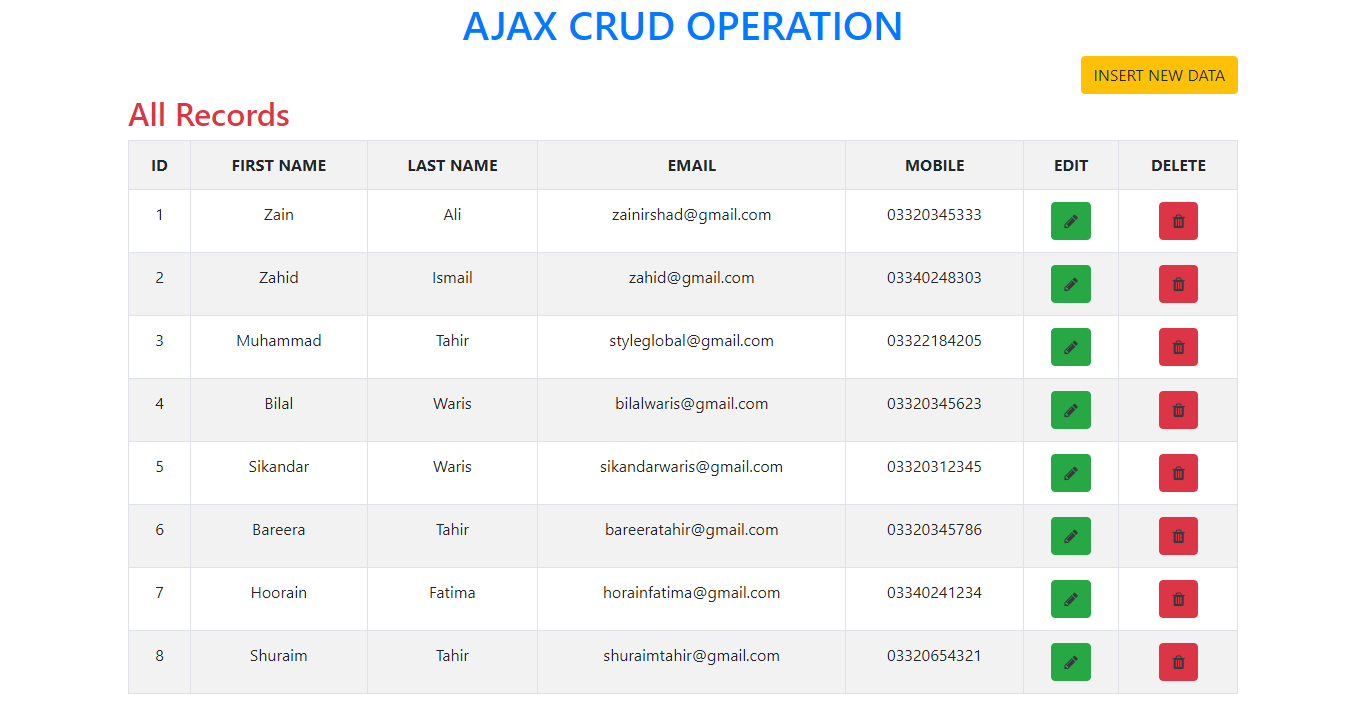 AJAX CRUD OPERATION
INSERT NEW DATA
All Records
ID FIRST NAME LAST NAME EMAIL MOBILE EDIT DELETE
1 Zain Ali zainirshad@gmail.com 03320345333
2 Zahid Ismail zahid@gmail.com 03340248303
3 Muhammad Tahir styleglobal@gmail.com 03322184205
4 Bilal Waris bilalwaris@gmail.com 03320345623
5 Sikandar Waris sikandarwaris@gmail.com 03320312345
6 Bareera Tahir bareeratahir@gmail.com 03320345786
7 Hoorain Fatima horainfatima@gmail.com 03340241234
8 Shuraim Tahir shuraimtahir@gmail.com 03320654321